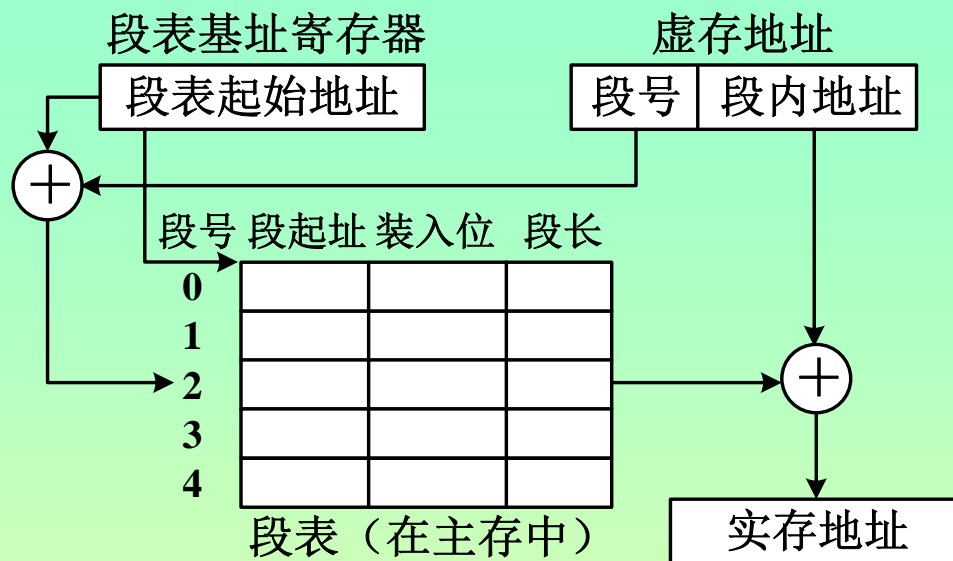 段表基址寄存器 虚存地址
段表起始地址 段号 段内地址
段号 段起址 装入位 段长
0
1
2
3
4
段表（在主存中）
实存地址